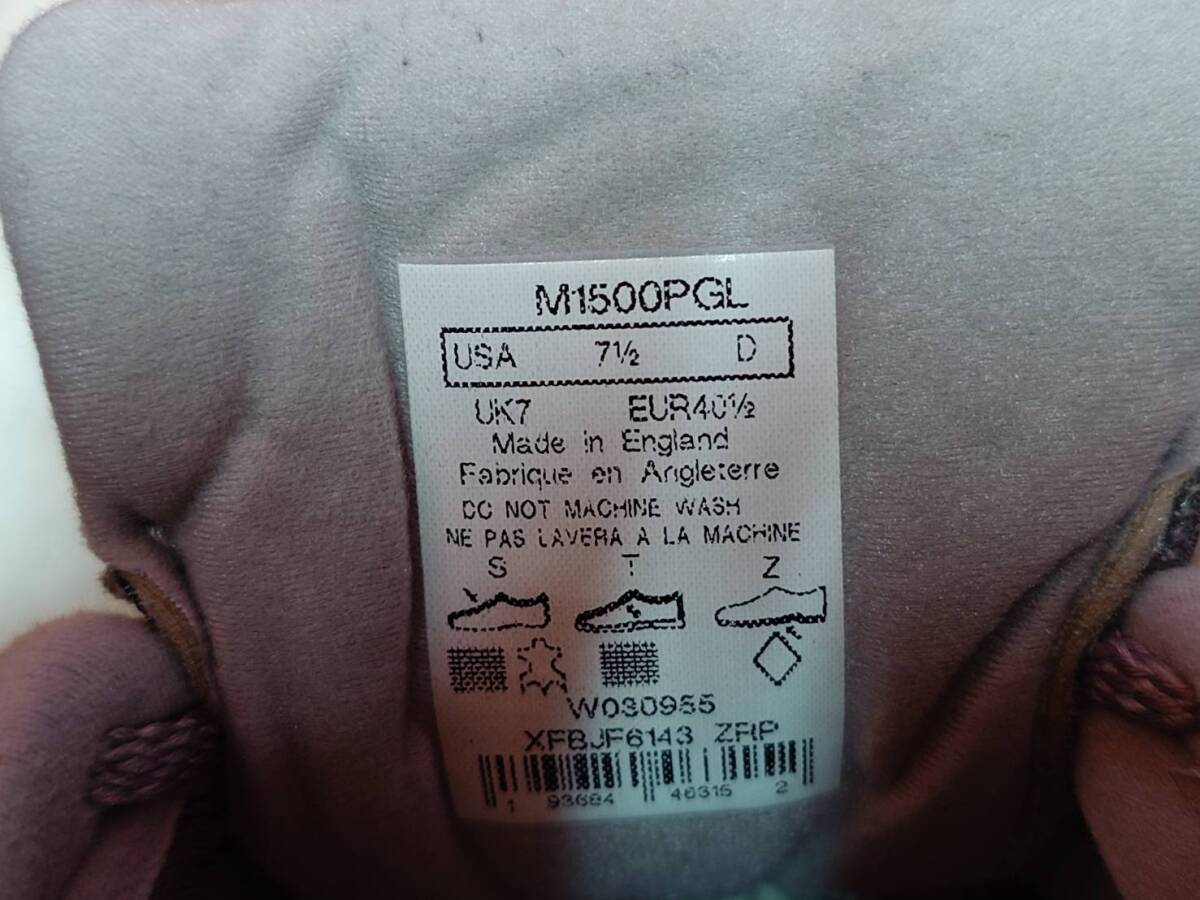 M1500PGL
USA 7½ D
UK7 EUR40½
Made in England
Fabrique en Angleterre
DO NOT MACHINE WASH
NE PAS LAVERA A LA MACHINE
S T Z
W030955
XFBJF6143 ZRP
1 93684 46315 2